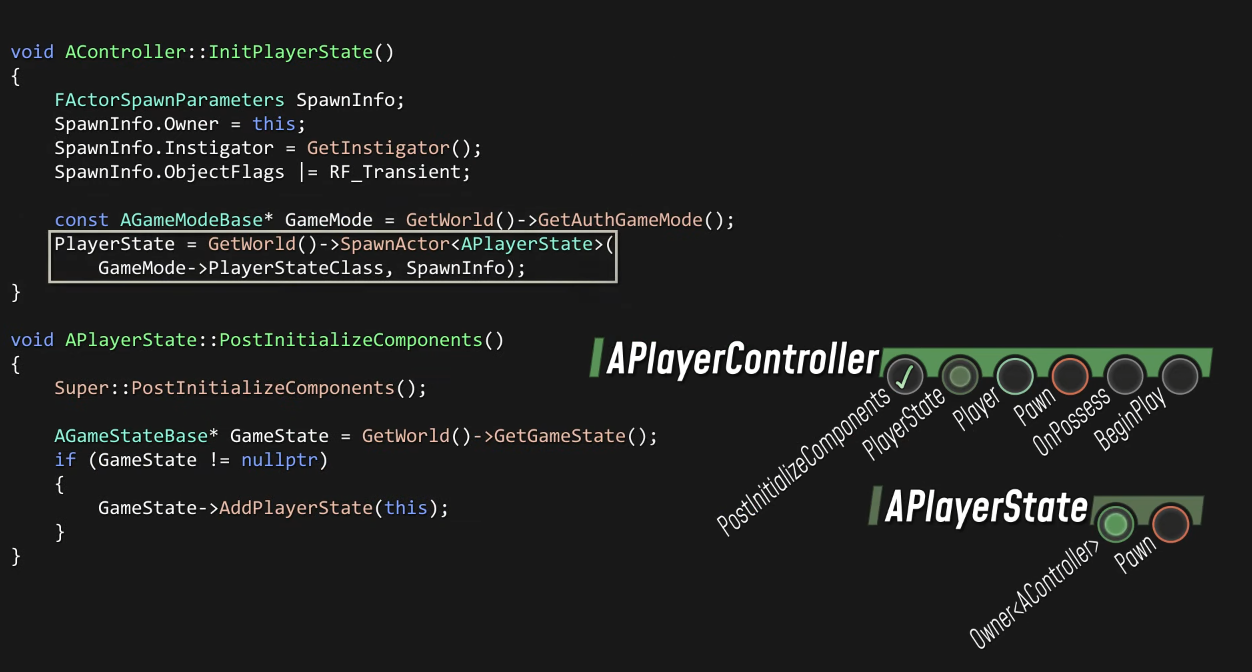 void AController::InitPlayerState()
{
    FActorSpawnParameters SpawnInfo;
    SpawnInfo.Owner = this;
    SpawnInfo.Instigator = GetInstigator();
    SpawnInfo.ObjectFlags |= RF_Transient;
    const AGameModeBase* GameMode = GetWorld()->GetAuthGameMode();
    PlayerState = GetWorld()->SpawnActor<APlayerState>(
        GameMode->PlayerStateClass, SpawnInfo);
}
void APlayerState::PostInitializeComponents()
{
    Super::PostInitializeComponents();
    AGameStateBase* GameState = GetWorld()->GetGameState();
    if (GameState != nullptr)
    {
        GameState->AddPlayerState(this);
    }
}
APlayerController
PostInitializeComponents
PlayerState
Player
Pawn
OnPossess
BeginPlay
APlayerState
Owner<AController>
Pawn